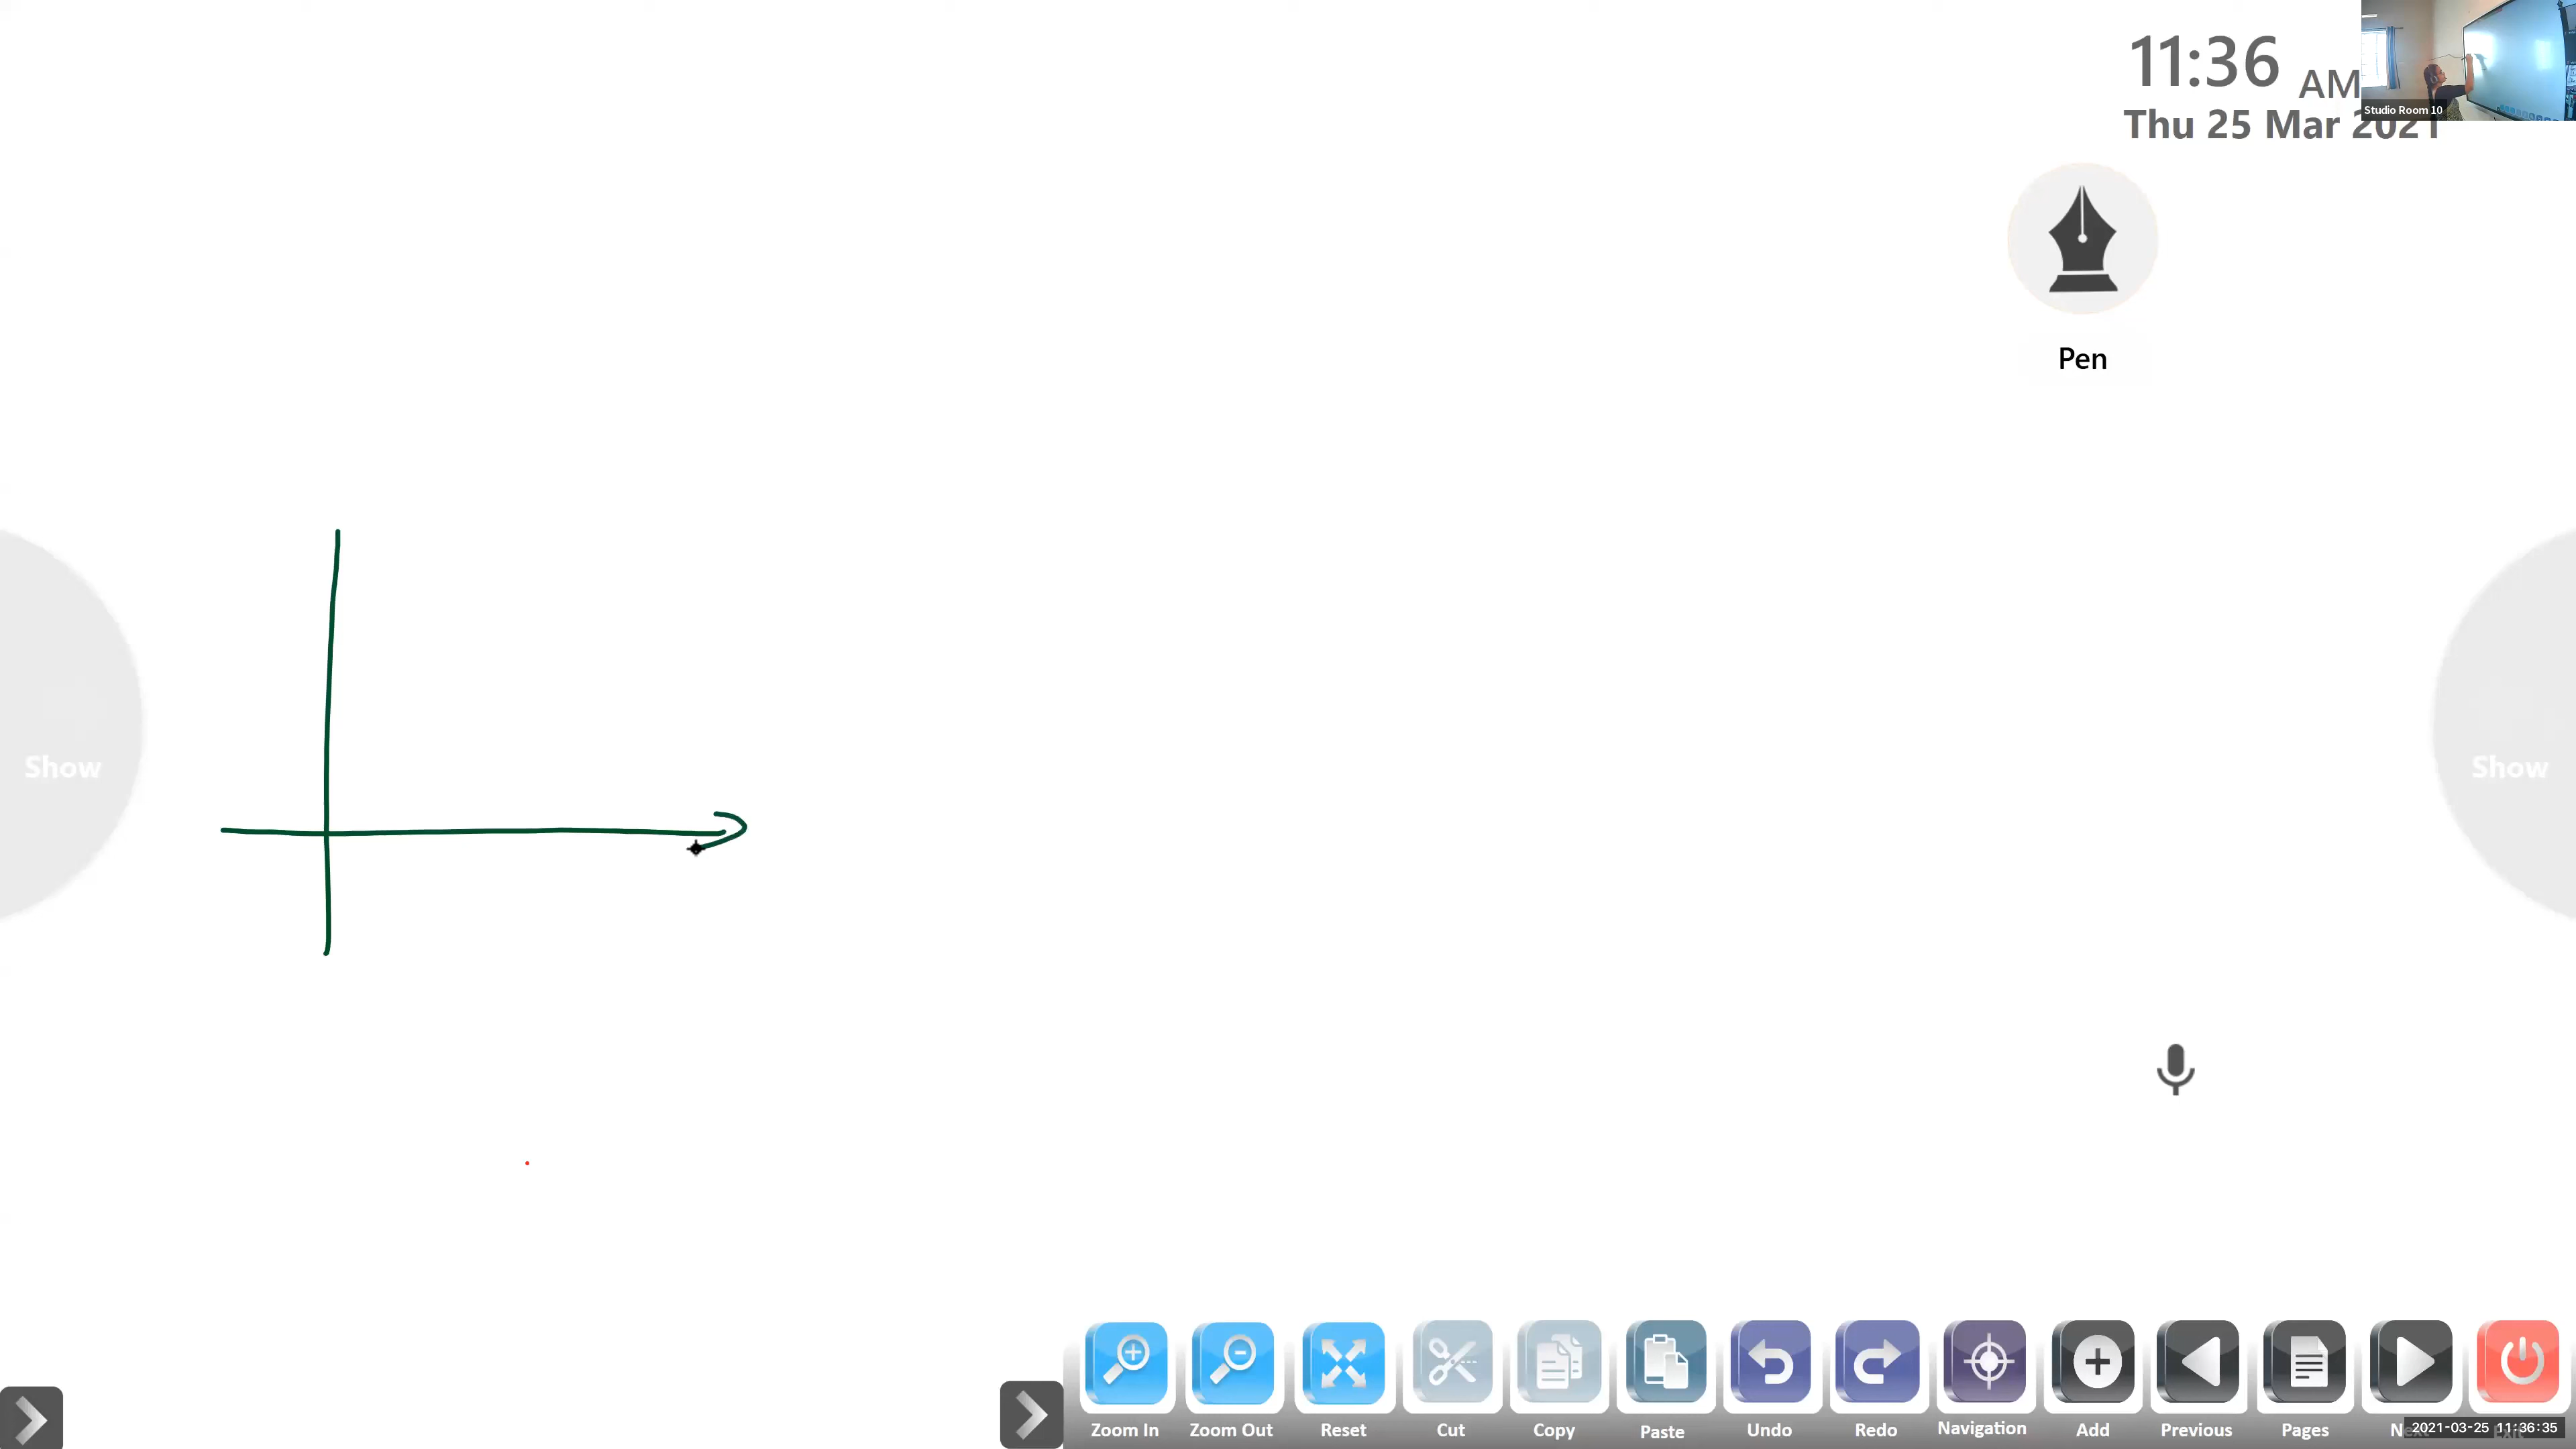 11:36 AM
Studio Room 10
Thu 25 Mar 2021
Pen
Show
Show
Zoom In
Zoom Out
Reset
Cut
Copy
Paste
Undo
Redo
Navigation
Add
Previous
Pages
2021-03-25 11:36:35